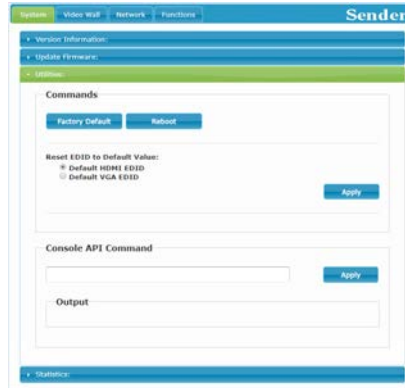 System Video Wall Network Functions Sender
Version Information:
Update Firmware:
Utilities:
Commands
Factory Default Reboot
Reset EDID to Default Value:
Default HDMI EDID
Default VGA EDID
Apply
Console API Command
Apply
Output
Statistics: